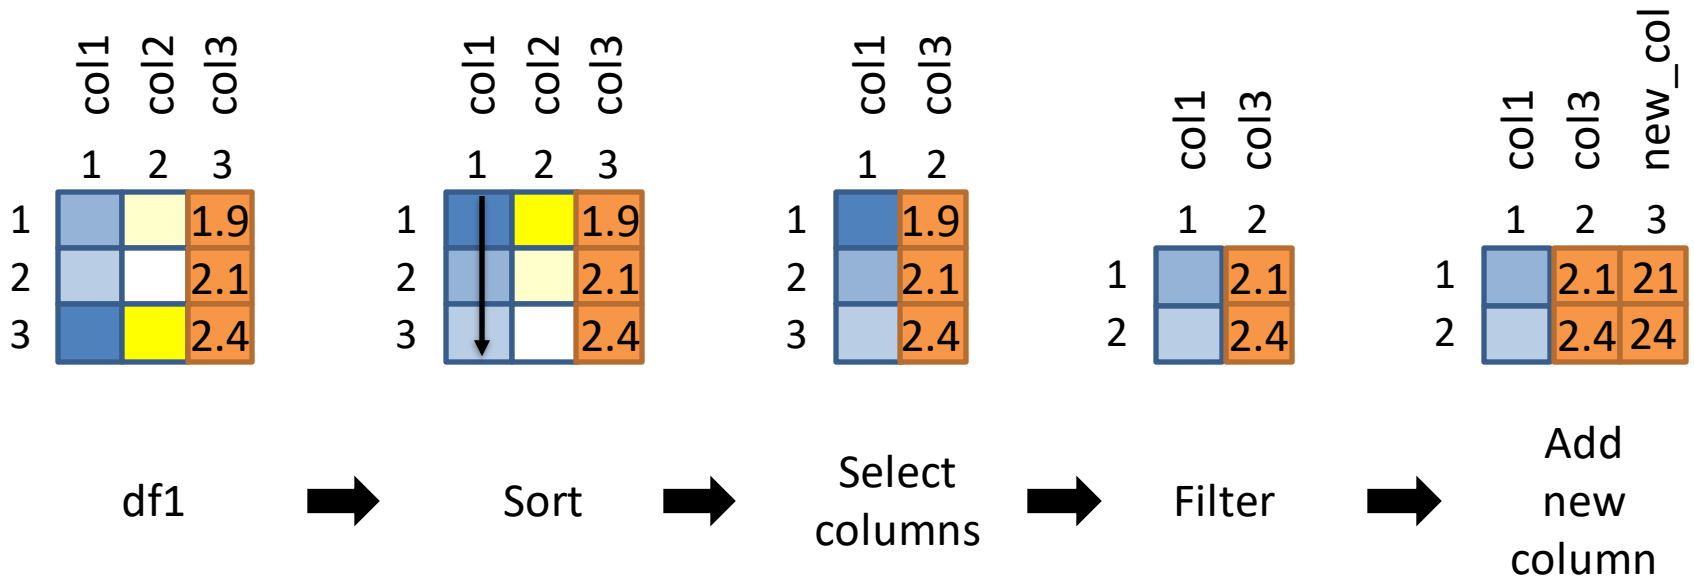 col1 col2 col3
1 2 3
1 1.9
2 2.1
3 2.4
df1
col1 col2 col3
1 2 3
1 1.9
2 2.1
3 2.4
Sort
col1 col3
1 2
1 1.9
2 2.1
3 2.4
Select
columns
col1 col3
1 2
1 2.1
2 2.4
Filter
col1 col3 new_col
1 2 3
1 2.1 21
2 2.4 24
Add
new
column